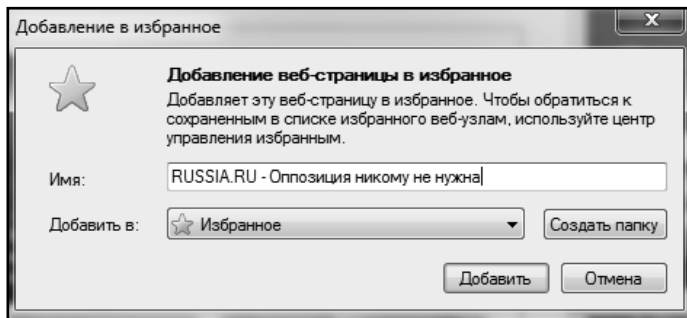 Добавление в избранное
Добавление веб-страницы в избранное
Добавляет эту веб-страницу в избранное. Чтобы обратиться к
сохраненным в списке избранного веб-узлам, используйте центр
управления избранным.
Имя: RUSSIA.RU - Оппозиция никому не нужна
Добавить в: Избранное Создать папку
Добавить Отмена